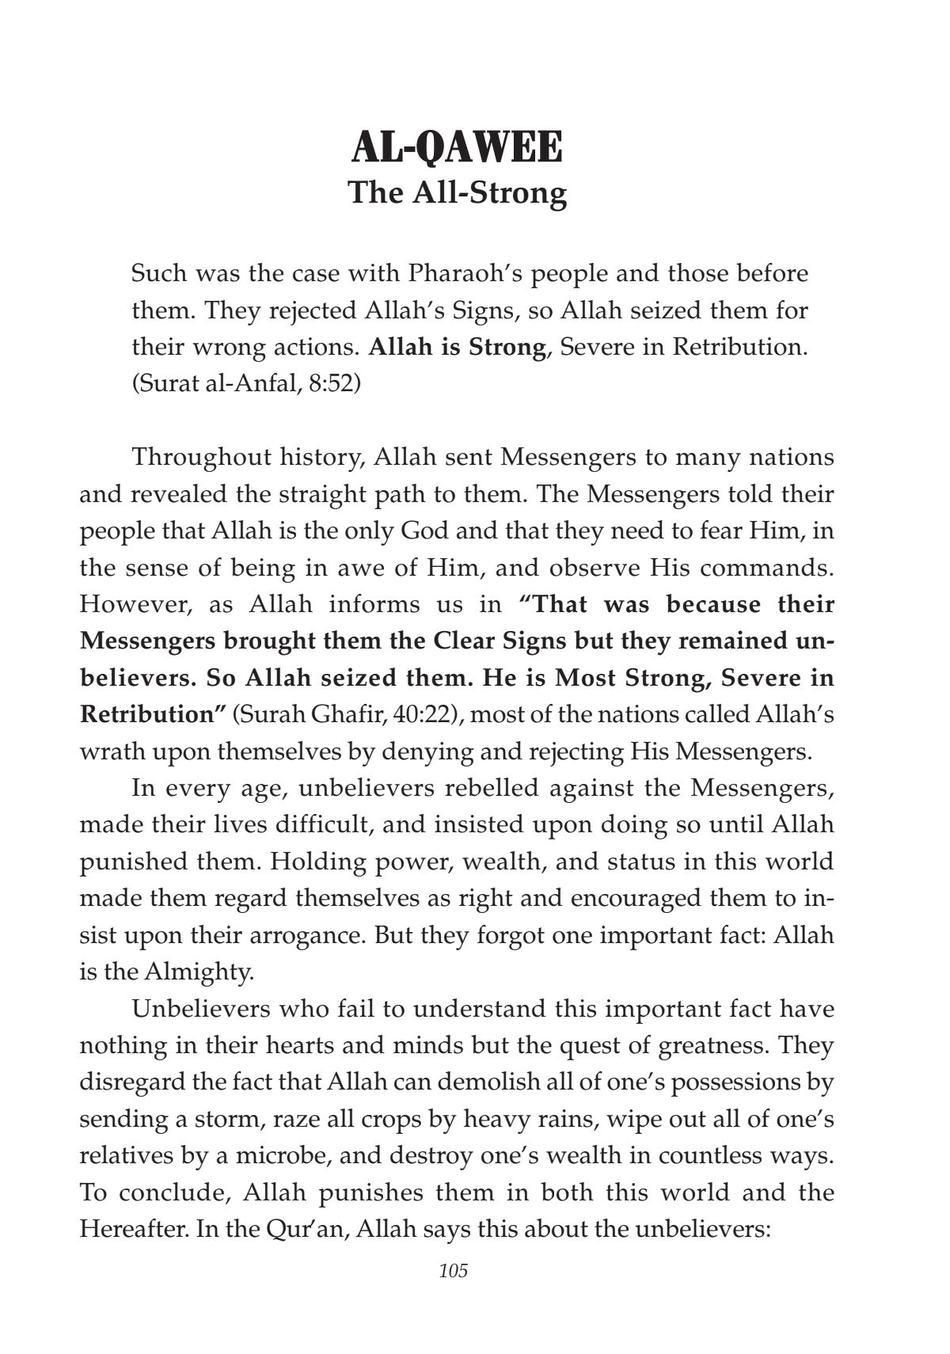 AL-QAWEE
The All-Strong
Such was the case with Pharaoh’s people and those before
them. They rejected Allah’s Signs, so Allah seized them for
their wrong actions. Allah is Strong, Severe in Retribution.
(Surat al-Anfal, 8:52)
Throughout history, Allah sent Messengers to many nations
and revealed the straight path to them. The Messengers told their
people that Allah is the only God and that they need to fear Him, in
the sense of being in awe of Him, and observe His commands.
However, as Allah informs us in “That was because their
Messengers brought them the Clear Signs but they remained un-
believers. So Allah seized them. He is Most Strong, Severe in
Retribution” (Surah Ghafir, 40:22), most of the nations called Allah’s
wrath upon themselves by denying and rejecting His Messengers.
In every age, unbelievers rebelled against the Messengers,
made their lives difficult, and insisted upon doing so until Allah
punished them. Holding power, wealth, and status in this world
made them regard themselves as right and encouraged them to in-
sist upon their arrogance. But they forgot one important fact: Allah
is the Almighty.
Unbelievers who fail to understand this important fact have
nothing in their hearts and minds but the quest of greatness. They
disregard the fact that Allah can demolish all of one’s possessions by
sending a storm, raze all crops by heavy rains, wipe out all of one’s
relatives by a microbe, and destroy one’s wealth in countless ways.
To conclude, Allah punishes them in both this world and the
Hereafter. In the Qur’an, Allah says this about the unbelievers:
105